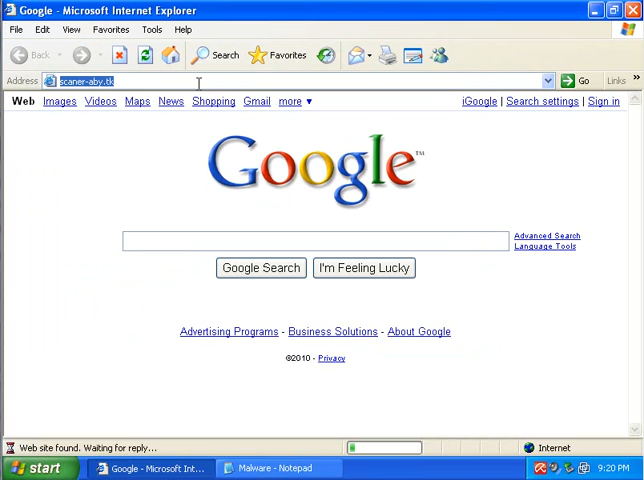 Google - Microsoft Internet Explorer
File Edit View Favorites Tools Help
Back Search Favorites
Address scaner-aby.tk Go Links »
Web Images Videos Maps News Shopping Gmail more ▼ iGoogle | Search settings | Sign in
Google™
Advanced Search
Language Tools
Google Search I'm Feeling Lucky
Advertising Programs - Business Solutions - About Google
©2010 - Privacy
Web site found. Waiting for reply... Internet
start Google - Microsoft Int... Malware - Notepad 9:20 PM